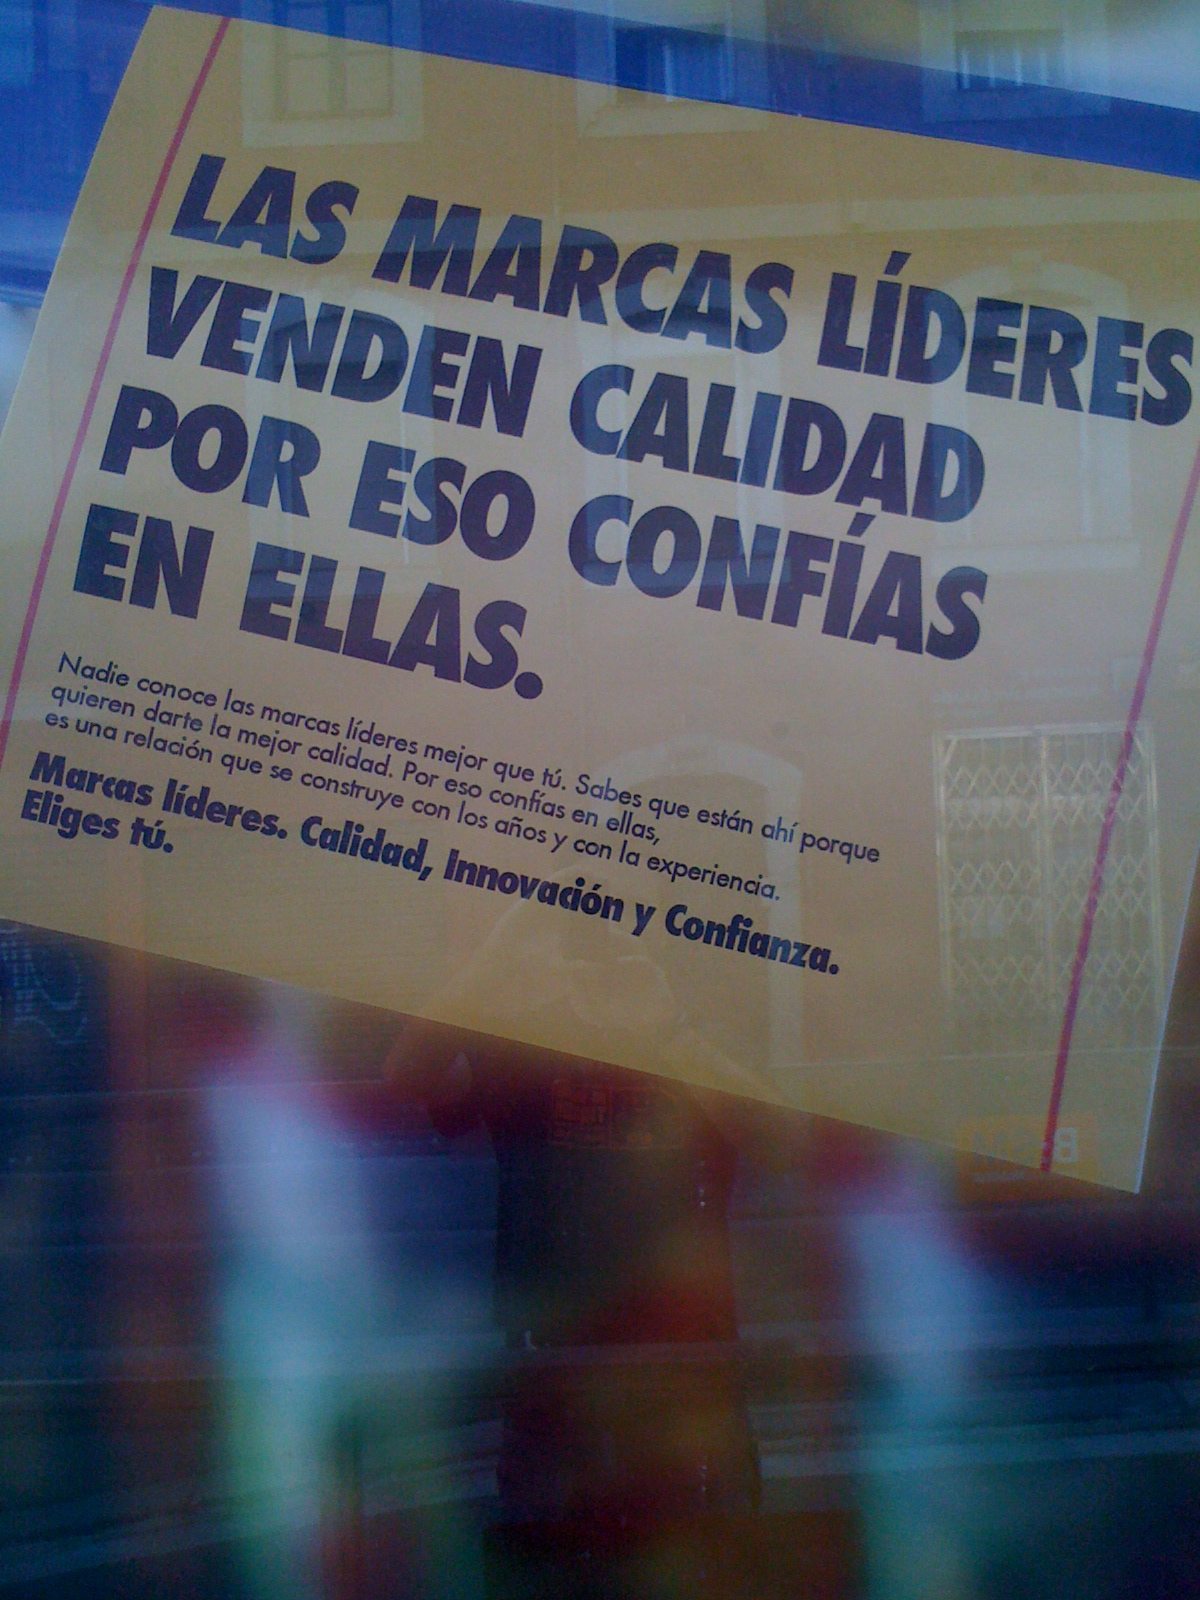 LAS MARCAS LÍDERES
VENDEN CALIDAD
POR ESO CONFÍAS
EN ELLAS.
Nadie conoce las marcas líderes mejor que tú. Sabes que están ahí porque
quieren darte la mejor calidad. Por eso confías en ellas,
es una relación que se construye con los años y con la experiencia.
Marcas líderes. Calidad, Innovación y Confianza.
Eliges tú.